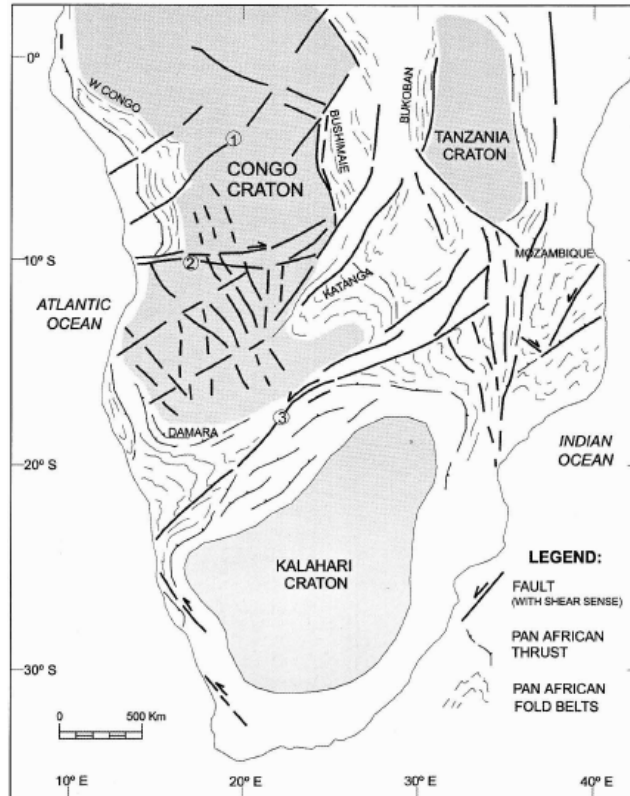 0°
10° S
20° S
30° S
10° E
20° E
30° E
40° E
W CONGO
1
CONGO
CRATON
BUSHIMAIE
BUKOBAN
TANZANIA
CRATON
2
KATANGA
MOZAMBIQUE
ATLANTIC
OCEAN
DAMARA
3
INDIAN
OCEAN
KALAHARI
CRATON
LEGEND:
FAULT
(WITH SHEAR SENSE)
PAN AFRICAN
THRUST
PAN AFRICAN
FOLD BELTS
0 500 Km